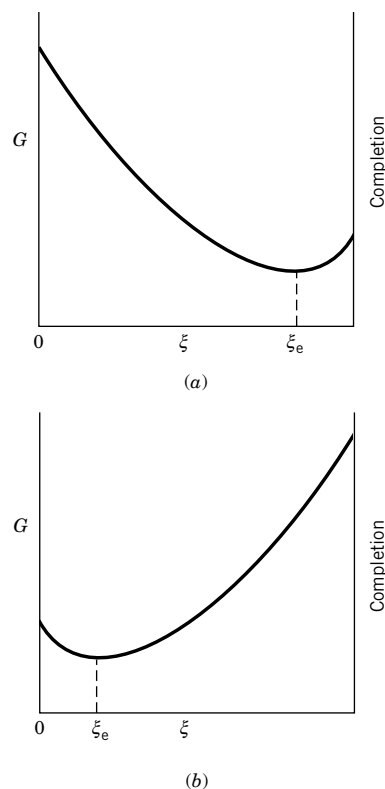 G
Completion
0 ξ ξe
(a)
G
Completion
0 ξe ξ
(b)